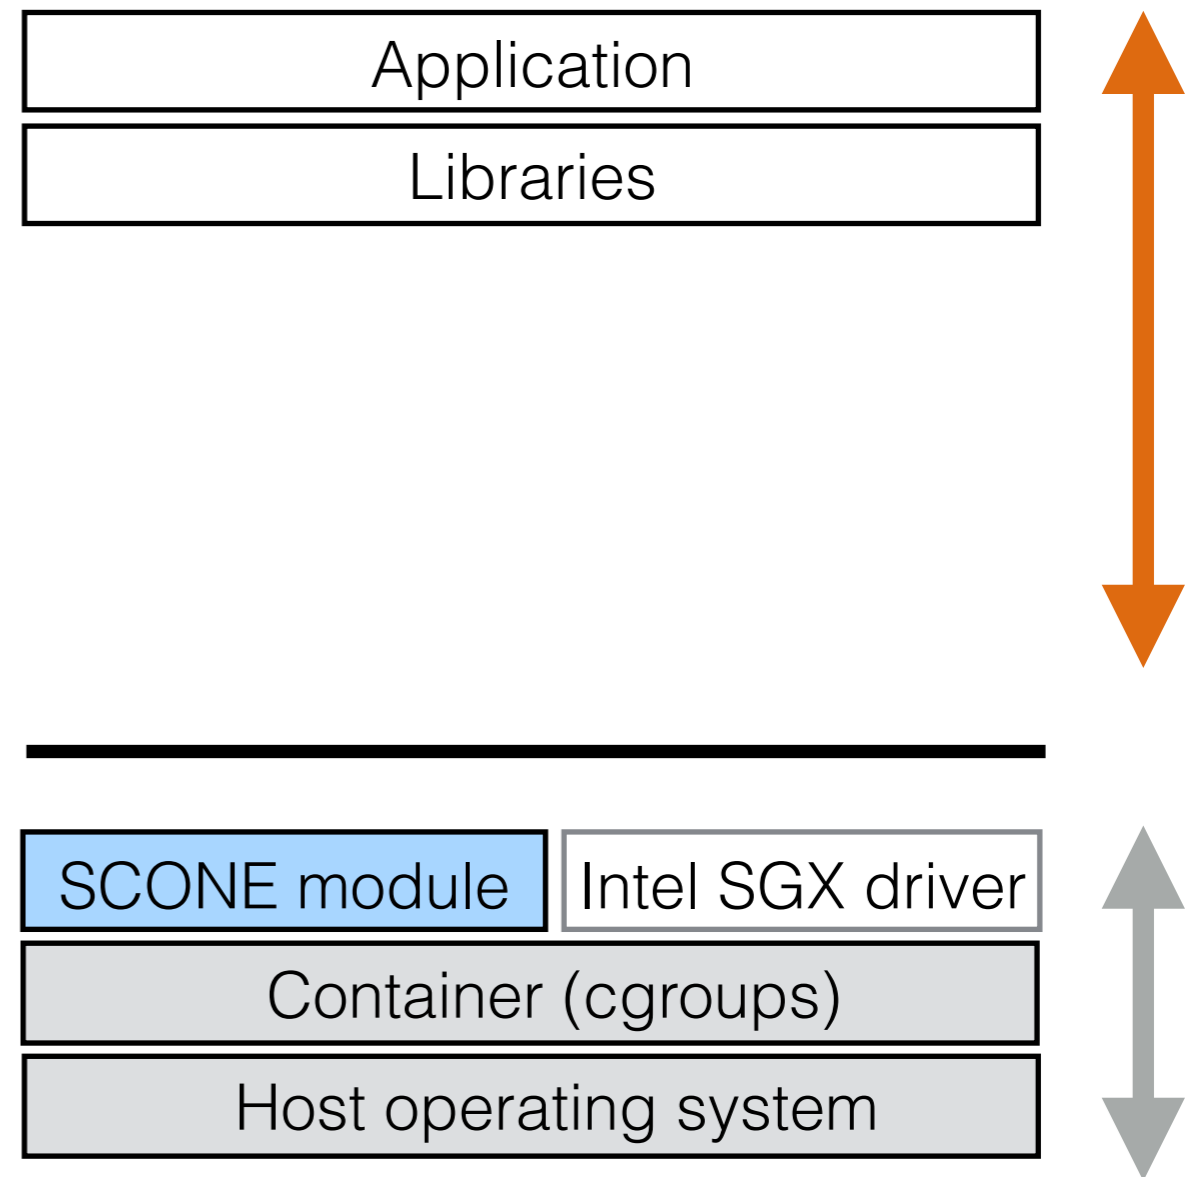 Application
Libraries
SCONE module
Intel SGX driver
Container (cgroups)
Host operating system